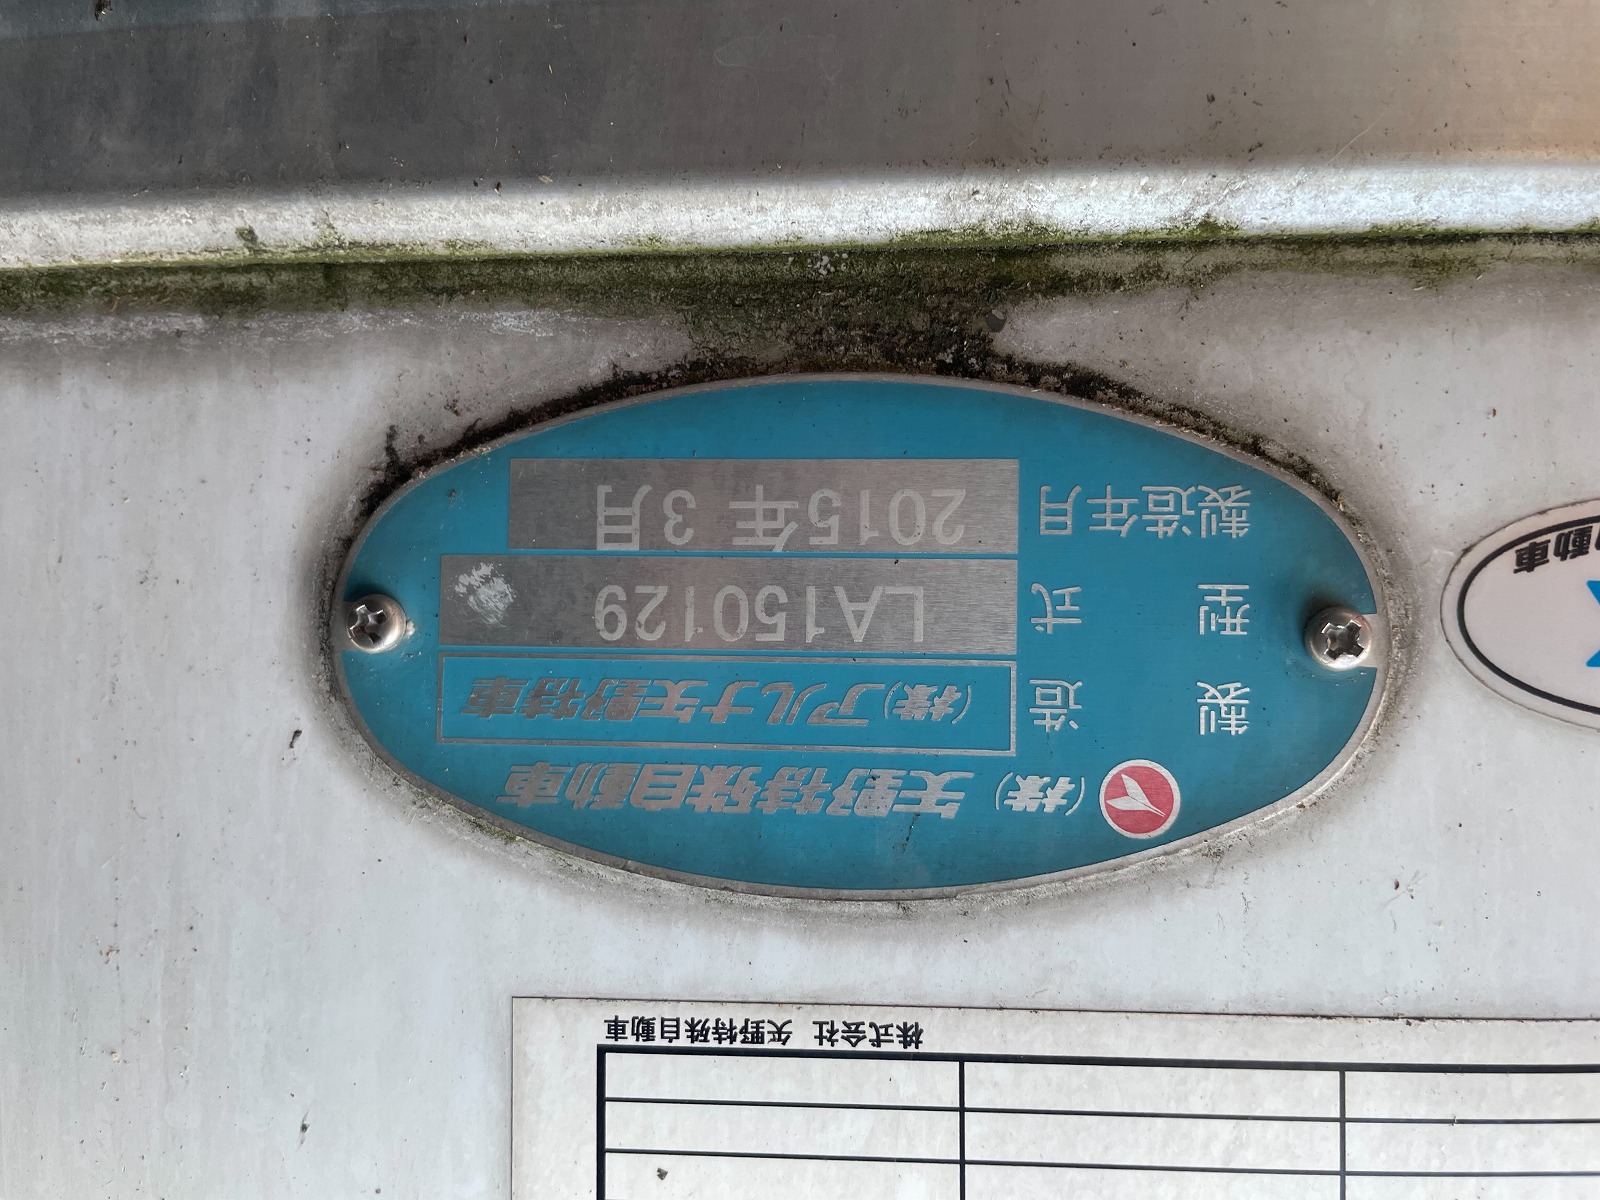 株式会社 矢野特殊自動車
(株) 矢野特殊自動車
製造 (株)アルナ矢野特車
型式 LA150129
製造年月 2015年 3月
動車